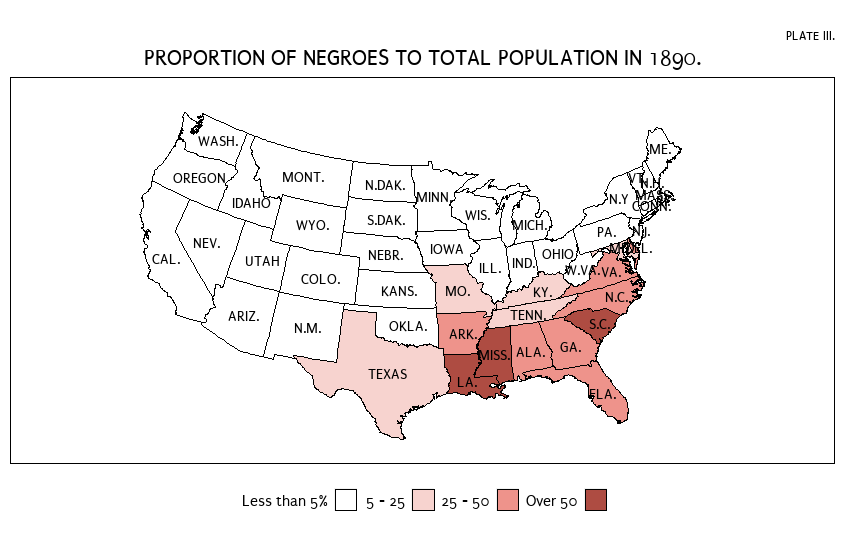 PLATE III.
PROPORTION OF NEGROES TO TOTAL POPULATION IN 1890.
WASH.
ME.
OREGON
IDAHO
MONT.
N.DAK.
MINN.
VT.
N.H.
MASS.
CONN.
N.Y
WYO.
S.DAK.
WIS.
MICH.
PA.
N.J.
NEV.
CAL.
UTAH
COLO.
NEBR.
IOWA
ILL.
IND.
OHIO
W.VA.
MD.
DEL.
VA.
KANS.
MO.
KY.
N.C.
ARIZ.
N.M.
OKLA.
ARK.
TENN.
S.C.
TEXAS
LA.
MISS.
ALA.
GA.
FLA.
Less than 5% 5 - 25 25 - 50 Over 50